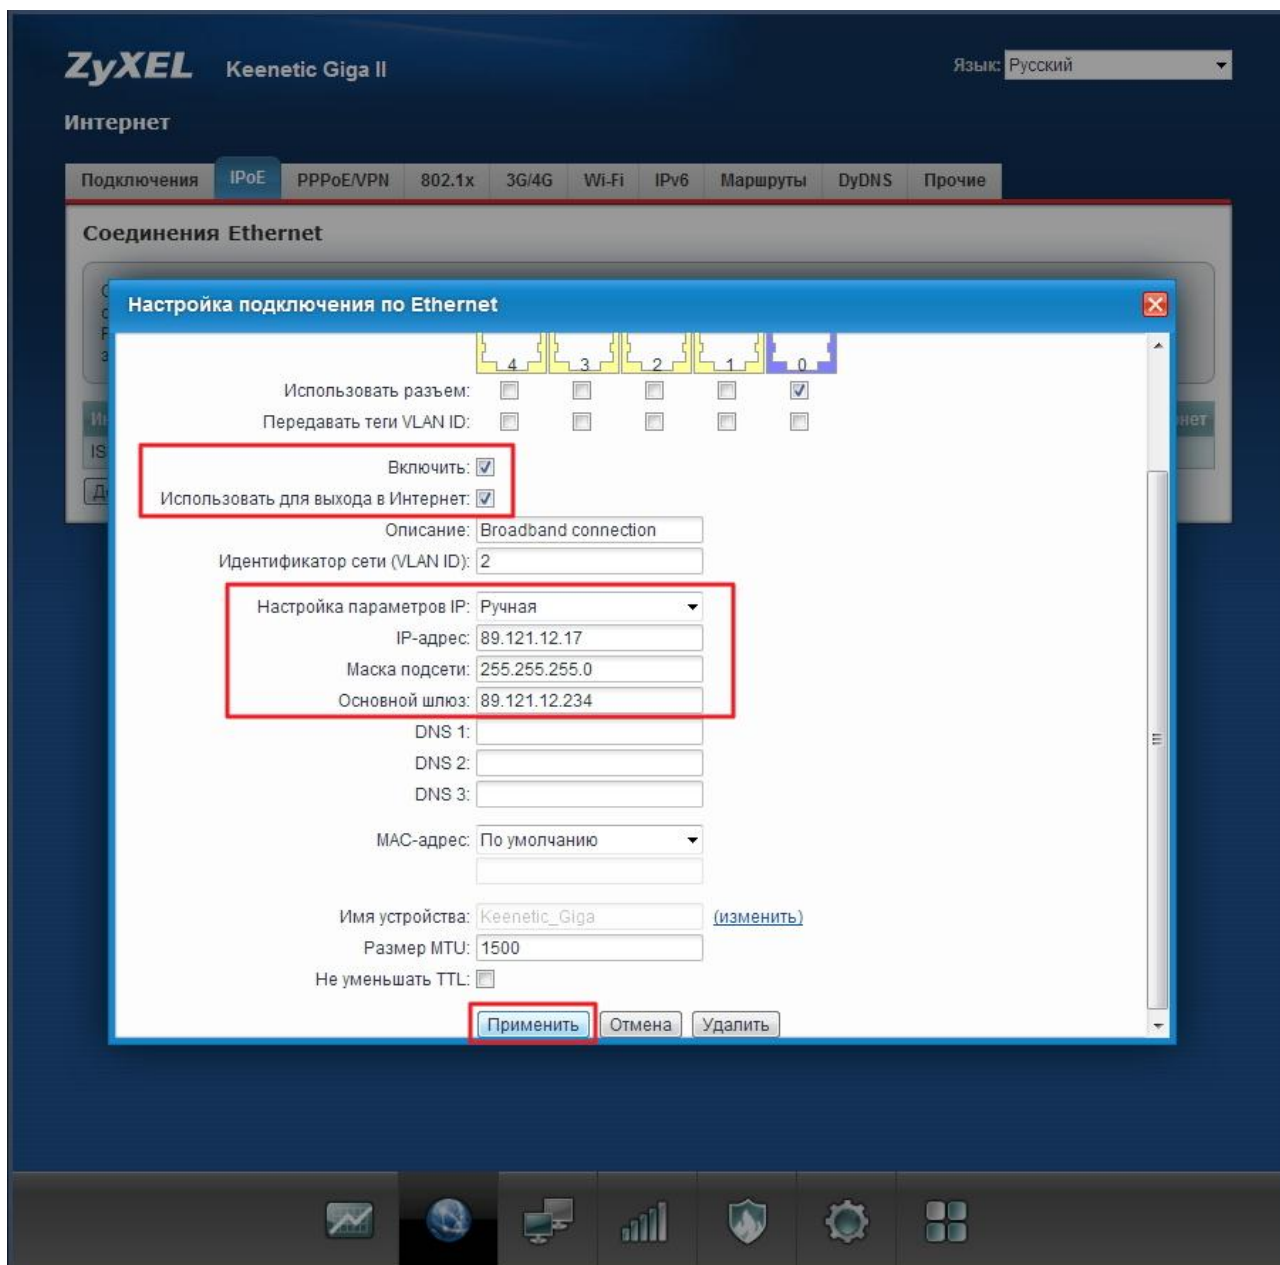 ZyXEL Keenetic Giga II
Язык: Русский
Интернет
Подключения IPoE PPPoE/VPN 802.1x 3G/4G Wi-Fi IPv6 Маршруты DyDNS Прочие
Соединения Ethernet
Настройка подключения по Ethernet
4 3 2 1 0
Использовать разъем:
Передавать теги VLAN ID:
Включить:
Использовать для выхода в Интернет:
Описание: Broadband connection
Идентификатор сети (VLAN ID): 2
Настройка параметров IP: Ручная
IP-адрес: 89.121.12.17
Маска подсети: 255.255.255.0
Основной шлюз: 89.121.12.234
DNS 1:
DNS 2:
DNS 3:
MAC-адрес: По умолчанию
Имя устройства: Keenetic_Giga (изменить)
Размер MTU: 1500
Не уменьшать TTL:
Применить Отмена Удалить